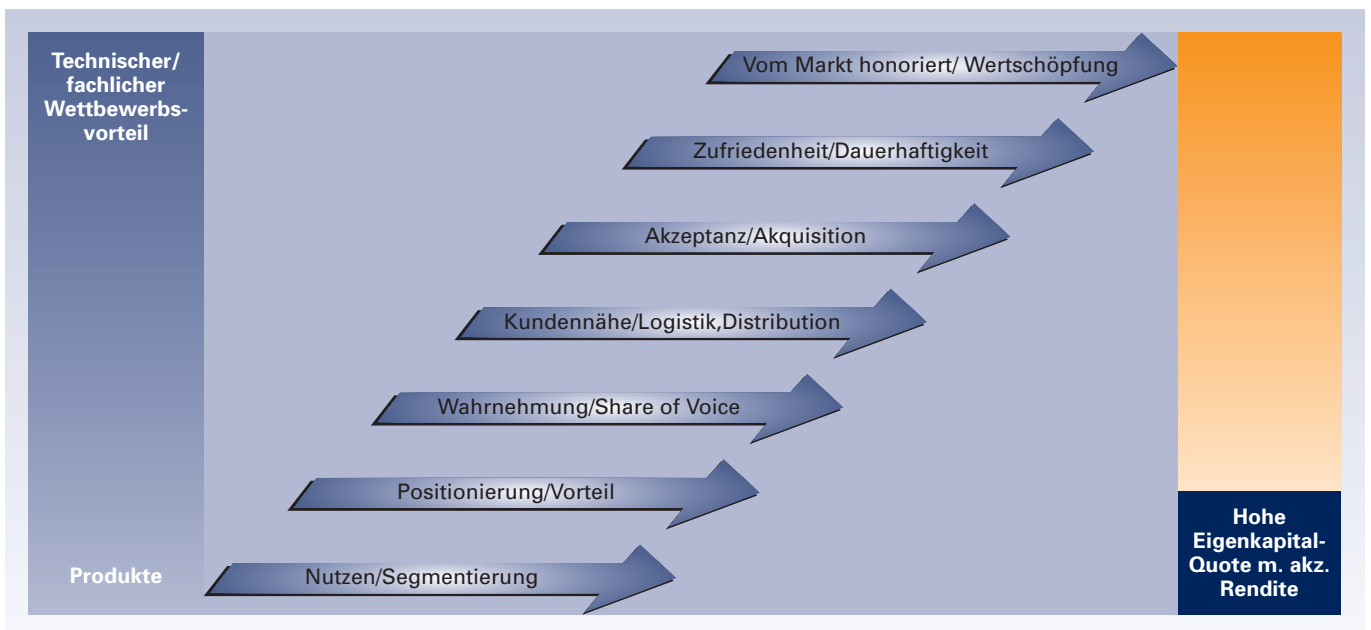 Technischer/
fachlicher
Wettbewerbs-
vorteil
Vom Markt honoriert/ Wertschöpfung
Zufriedenheit/Dauerhaftigkeit
Akzeptanz/Akquisition
Kundennähe/Logistik,Distribution
Wahrnehmung/Share of Voice
Positionierung/Vorteil
Produkte
Nutzen/Segmentierung
Hohe
Eigenkapital-
Quote m. akz.
Rendite